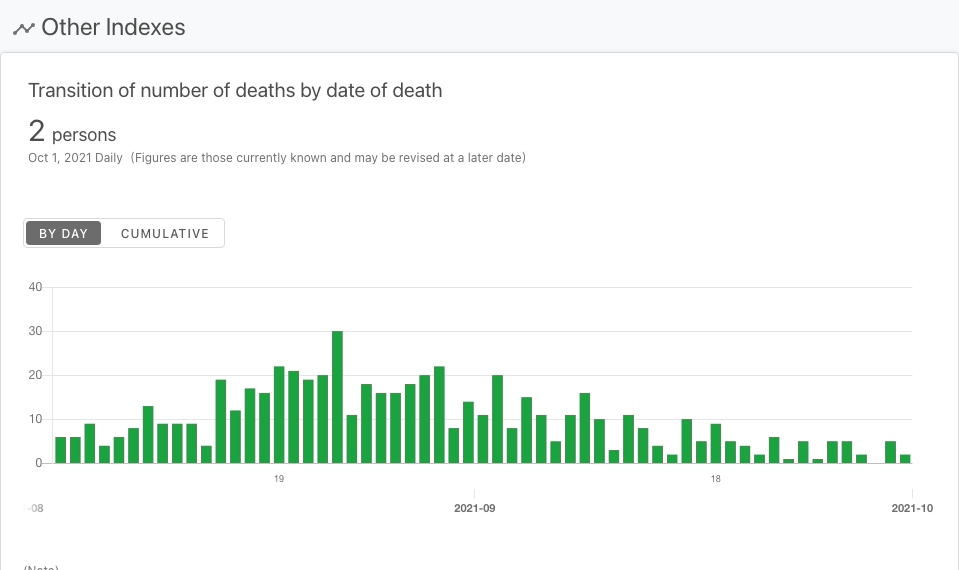 Other Indexes
Transition of number of deaths by date of death
2 persons
Oct 1, 2021 Daily (Figures are those currently known and may be revised at a later date)
BY DAY CUMULATIVE
40
30
20
10
0
19 18
-08 2021-09 2021-10
(Note)